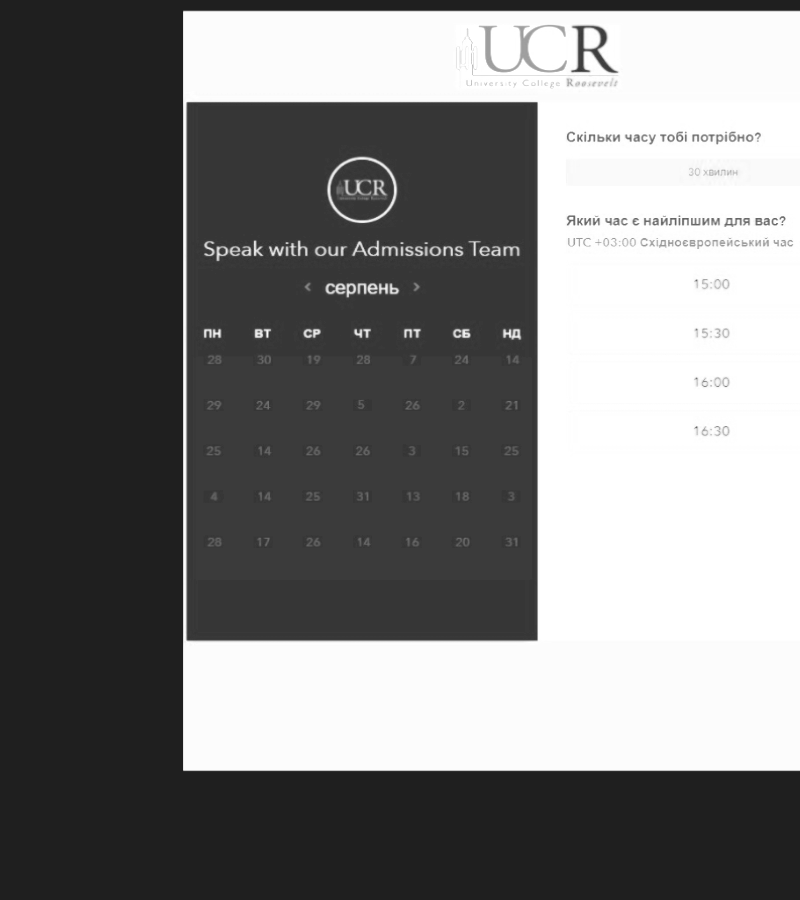 UCR
University College Roosevelt
UCR
Speak with our Admissions Team
< серпень >
ПН ВТ СР ЧТ ПТ СБ НД
28 30 19 28 7 24 14
29 24 29 5 26 2 21
25 14 26 26 3 15 25
4 14 25 31 13 18 3
28 17 26 14 16 20 31
Скільки часу тобі потрібно?
30 хвилин
Який час є найліпшим для вас?
UTC +03:00 Східноєвропейський час
15:00
15:30
16:00
16:30